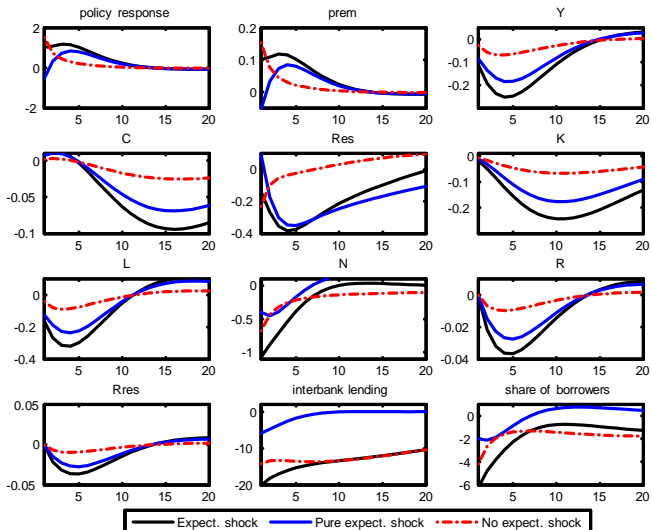 policy response prem Y
2 0.2 0
0 0.1 -0.1
0 -0.2
-2 -0.3
5 10 15 20 5 10 15 20 5 10 15 20
C Res K
0 0 0
-0.05 -0.2 -0.1
-0.2
-0.1 -0.4
5 10 15 20 5 10 15 20 5 10 15 20
L N R
0 0 0
-0.2 -0.5 -0.02
-1
-0.4 -0.04
5 10 15 20 5 10 15 20 5 10 15 20
Rres interbank lending share of borrowers
0.05 0 0
0 -10 -2
-4
-0.05 -20 -6
5 10 15 20 5 10 15 20 5 10 15 20
Expect. shock Pure expect. shock No expect. shock